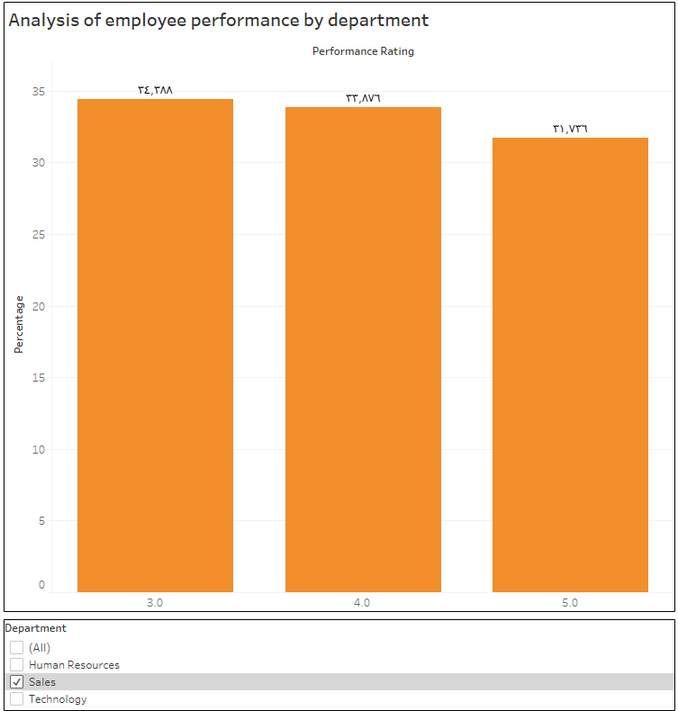 Analysis of employee performance by department
Performance Rating
٣٤,٣٨٨
٣٣,٨٧٦
٣١,٧٣٦
Percentage
35
30
25
20
15
10
5
0
3.0 4.0 5.0
Department
(All)
Human Resources
Sales
Technology